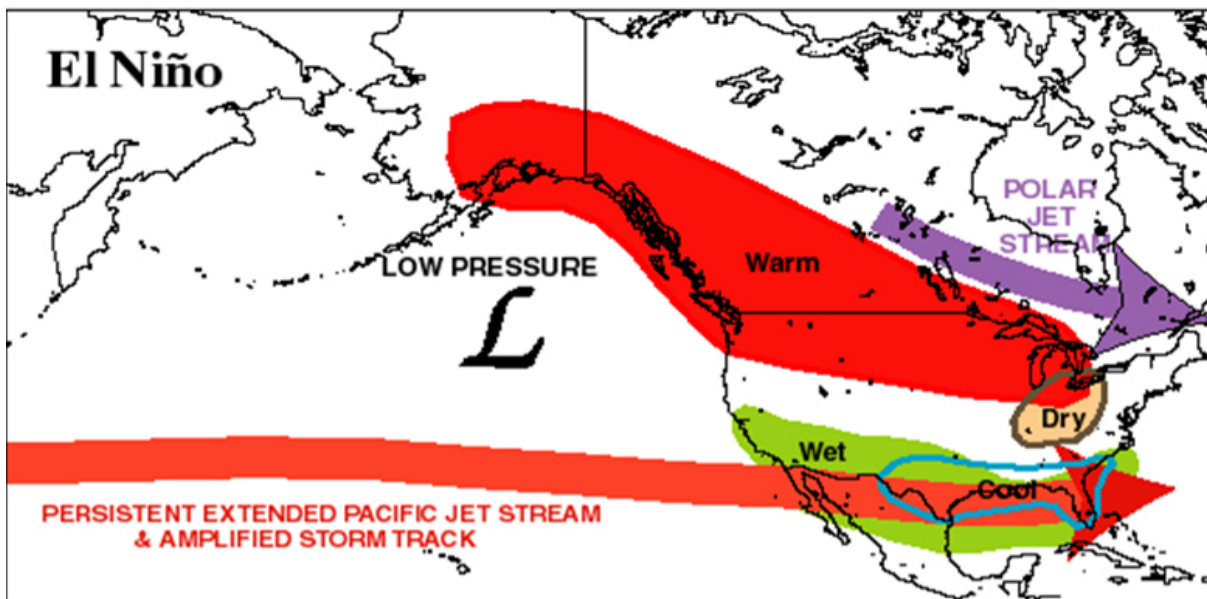 El Niño
POLAR
JET
STREAM
LOW PRESSURE
L
Warm
Dry
Wet
Cool
PERSISTENT EXTENDED PACIFIC JET STREAM
& AMPLIFIED STORM TRACK